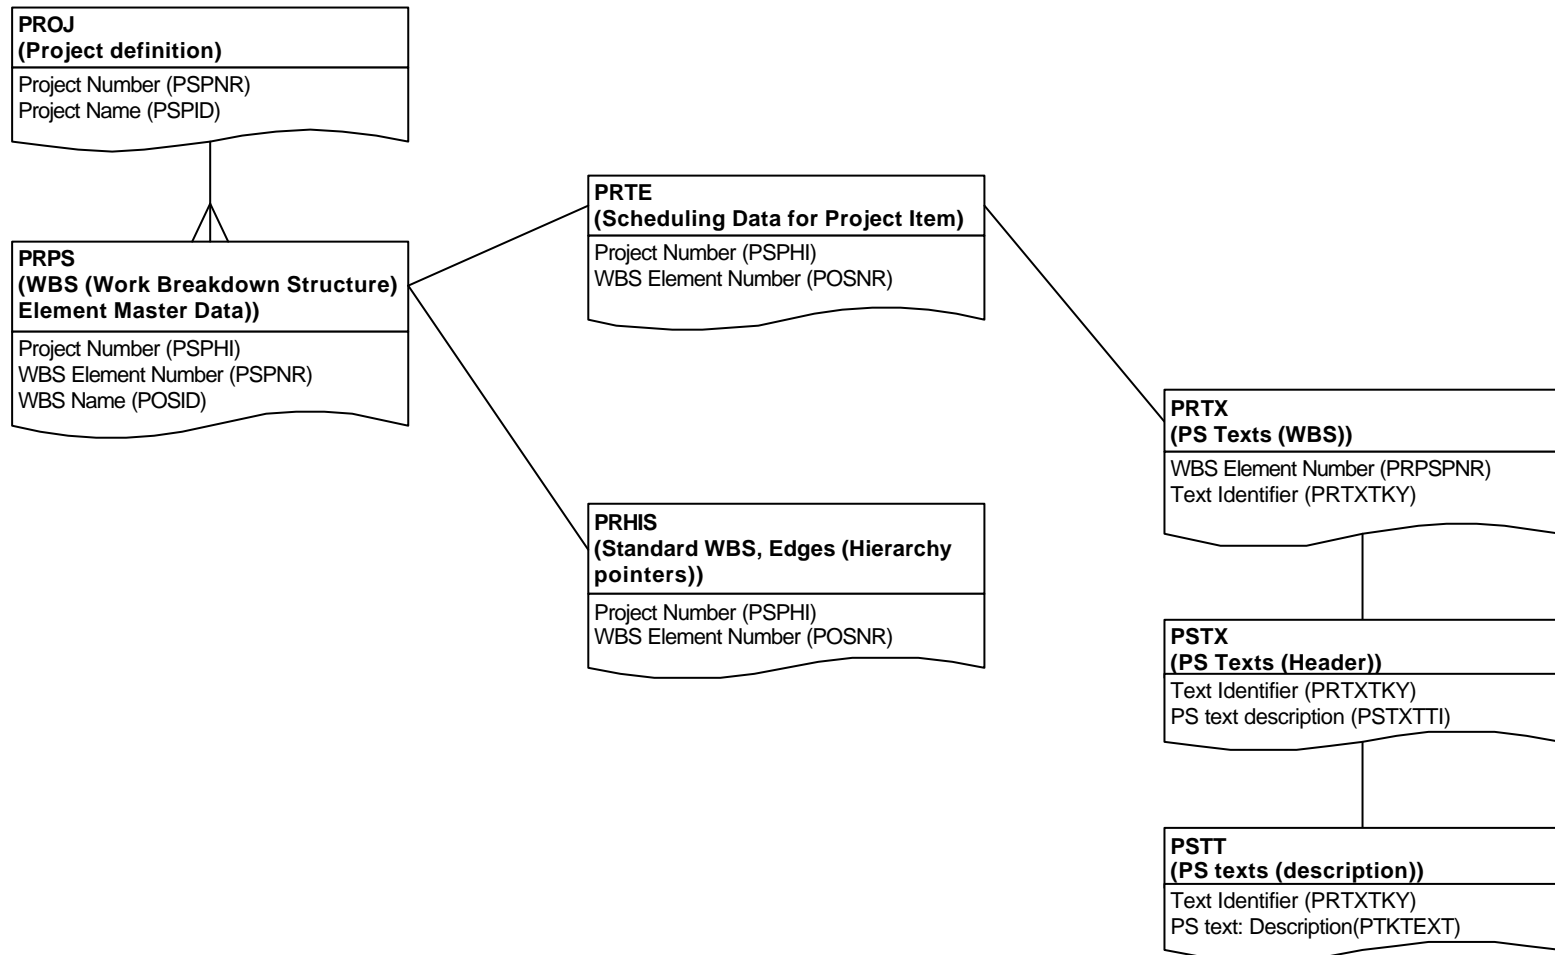 PROJ
(Project definition)
Project Number (PSPNR)
Project Name (PSPID)
PRPS
(WBS (Work Breakdown Structure)
Element Master Data))
Project Number (PSPHI)
WBS Element Number (PSPNR)
WBS Name (POSID)
PRTE
(Scheduling Data for Project Item)
Project Number (PSPHI)
WBS Element Number (POSNR)
PRHIS
(Standard WBS, Edges (Hierarchy
pointers))
Project Number (PSPHI)
WBS Element Number (POSNR)
PRTX
(PS Texts (WBS))
WBS Element Number (PRPSPNR)
Text Identifier (PRTXTKY)
PSTX
(PS Texts (Header))
Text Identifier (PRTXTKY)
PS text description (PSTXTTI)
PSTT
(PS texts (description))
Text Identifier (PRTXTKY)
PS text: Description(PTKTEXT)